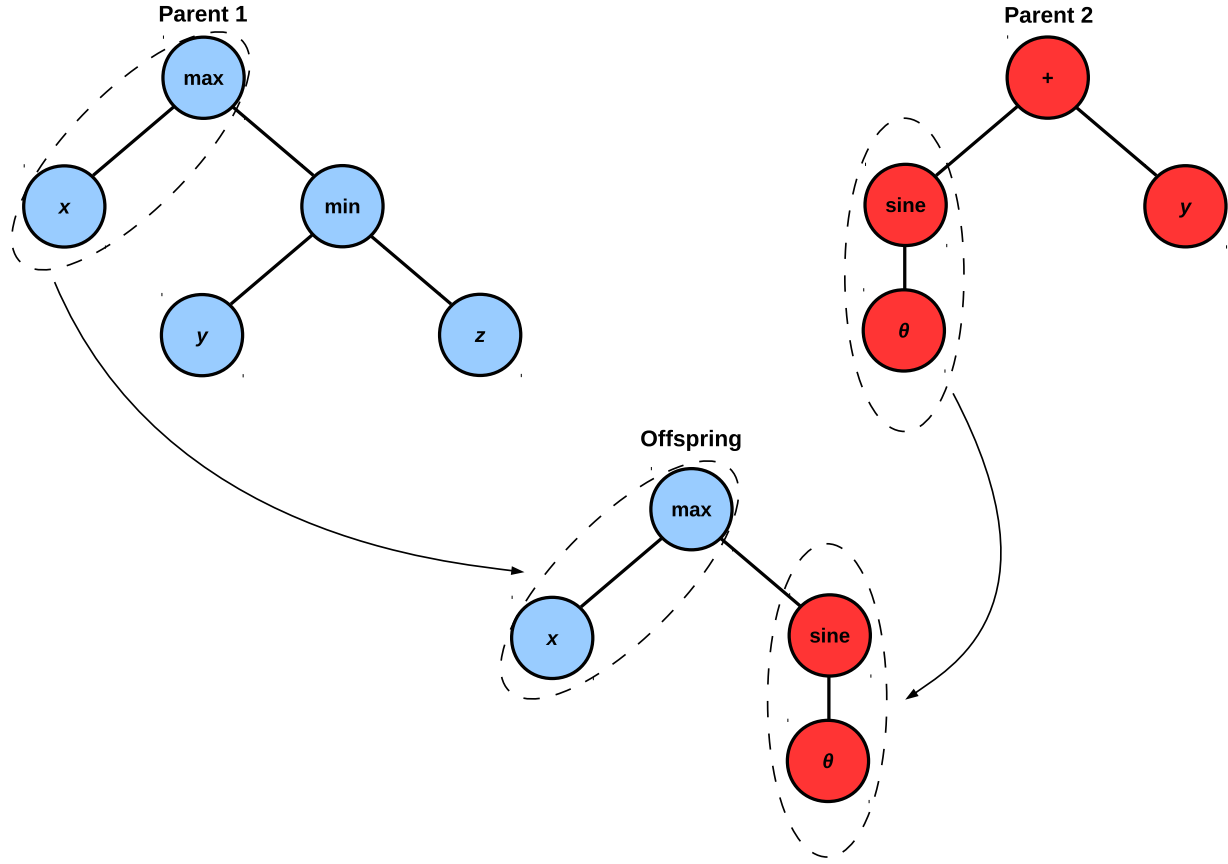 Parent 1
max
x
min
y
z
Parent 2
+
sine
y
θ
Offspring
max
x
sine
θ